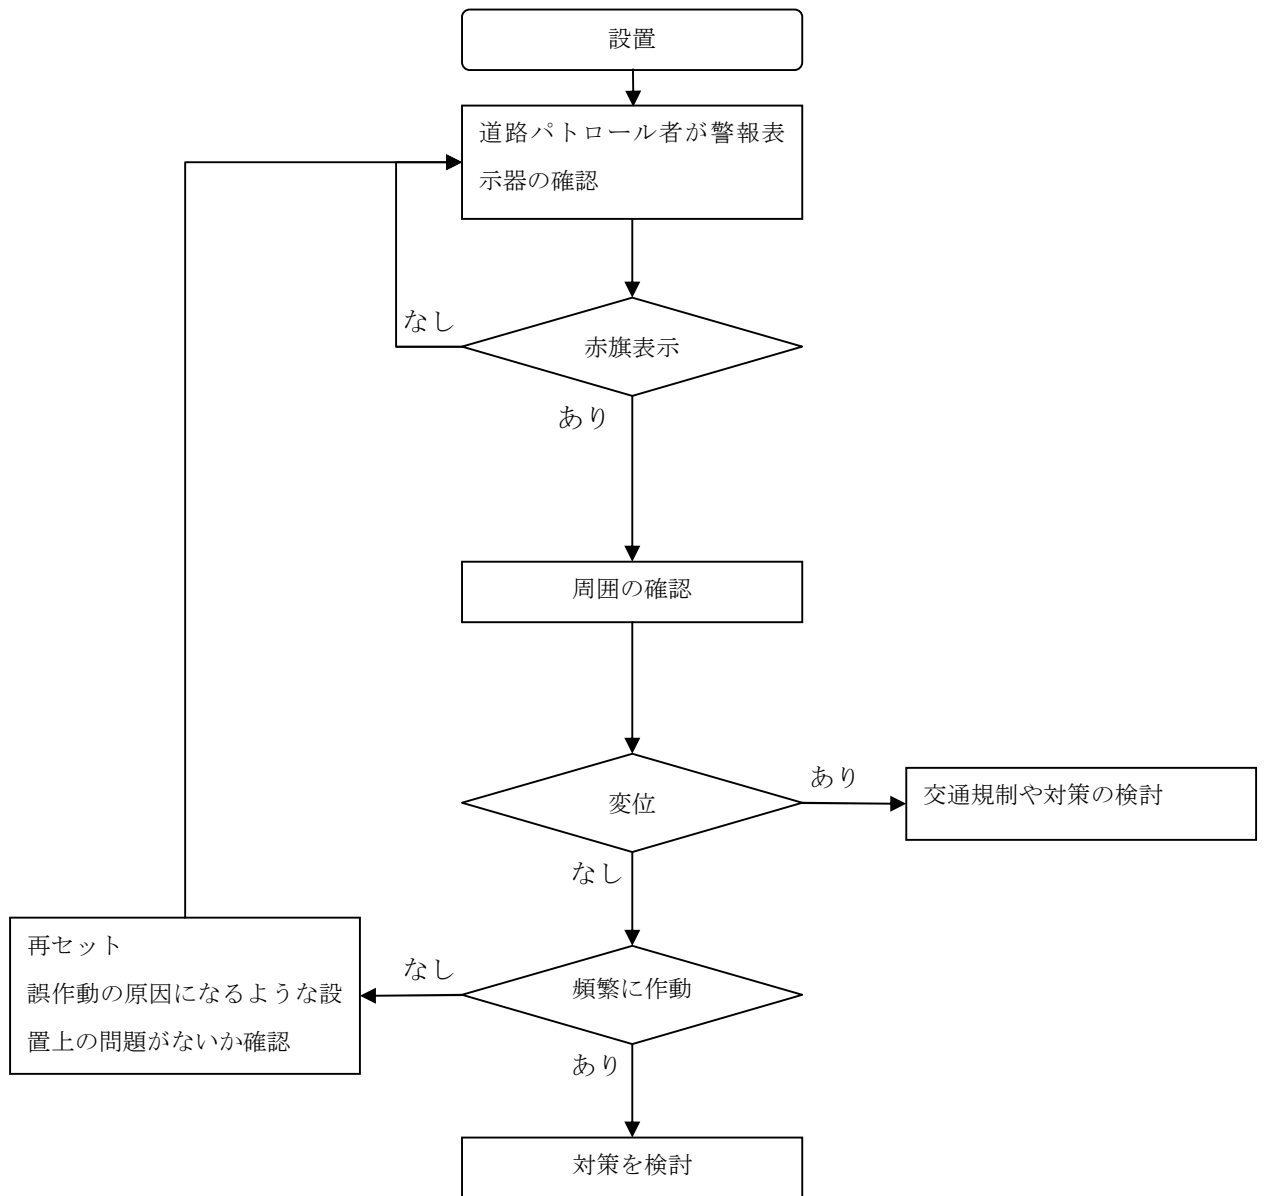 設置
道路パトロール者が警報表
示器の確認
なし
赤旗表示
あり
周囲の確認
変位
あり
交通規制や対策の検討
なし
再セット
誤作動の原因になるような設
置上の問題がないか確認
なし
頻繁に作動
あり
対策を検討